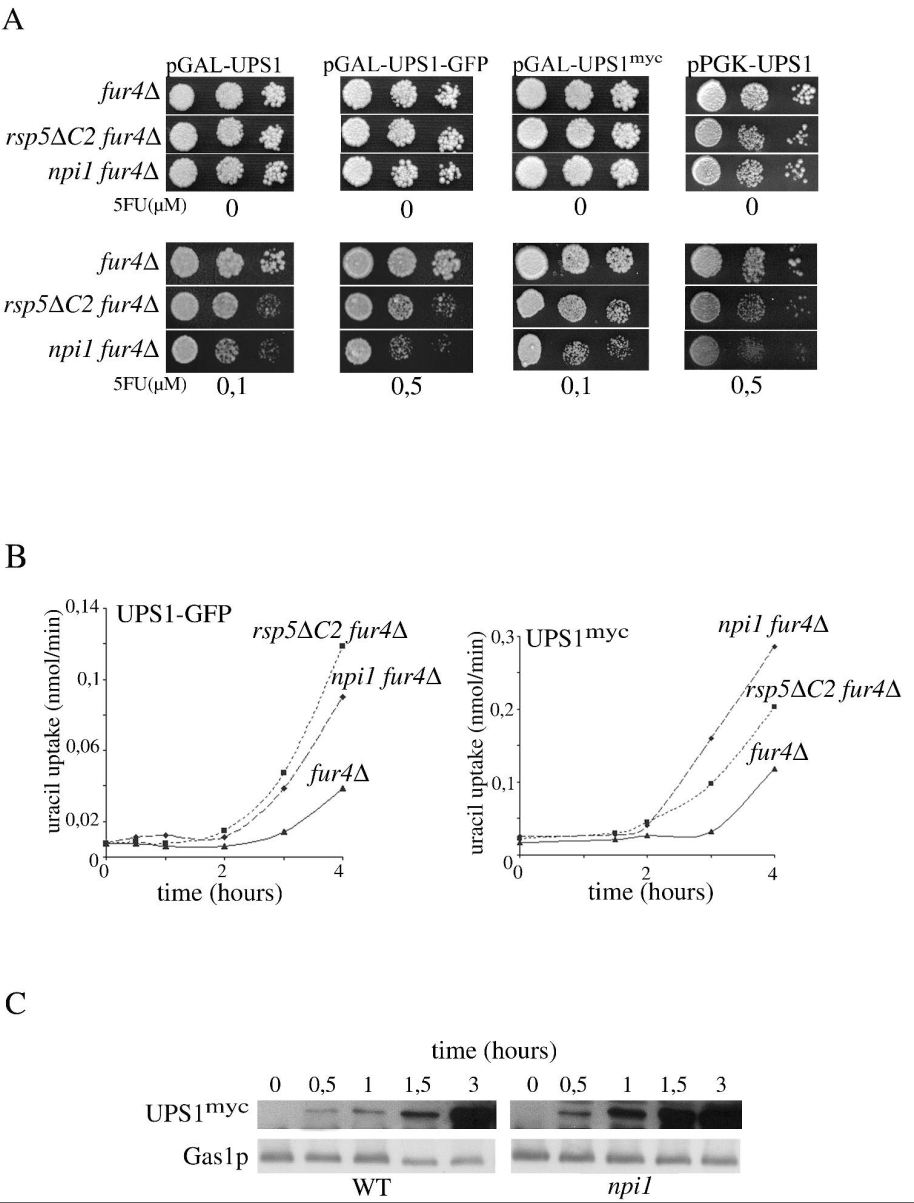 A
pGAL-UPS1 pGAL-UPS1-GFP pGAL-UPS1myc pPGK-UPS1
fur4Δ
rsp5ΔC2 fur4Δ
npi1 fur4Δ
5FU(μM) 0 0 0 0
fur4Δ
rsp5ΔC2 fur4Δ
npi1 fur4Δ
5FU(μM) 0,1 0,5 0,1 0,5
B
UPS1-GFP
uracil uptake (nmol/min)
0,14
0,1
0,06
0,02
0
rsp5ΔC2 fur4Δ
npi1 fur4Δ
fur4Δ
0 2 4
time (hours)
UPS1myc
uracil uptake (nmol/min)
0,3
0,2
0,1
0
npi1 fur4Δ
rsp5ΔC2 fur4Δ
fur4Δ
0 2 4
time (hours)
C
time (hours)
0 0,5 1 1,5 3 0 0,5 1 1,5 3
UPS1myc
Gas1p
WT npi1